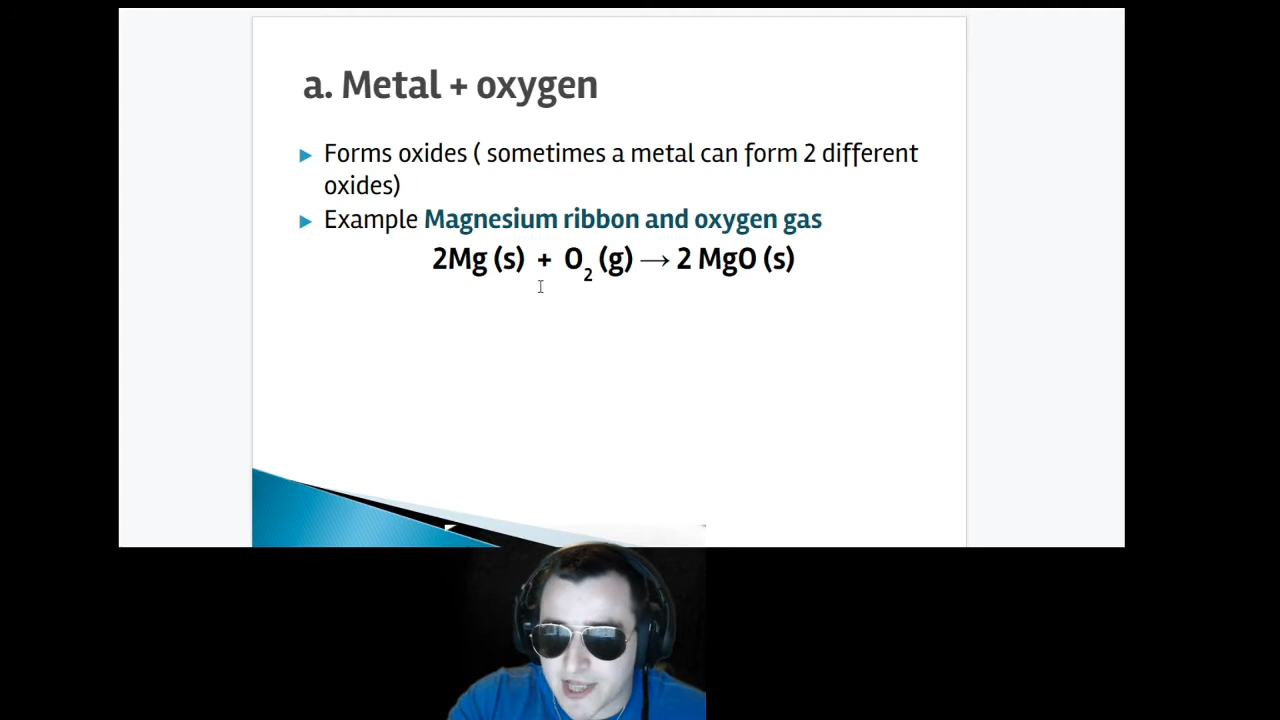 a. Metal + oxygen
▶ Forms oxides ( sometimes a metal can form 2 different
oxides)
▶ Example Magnesium ribbon and oxygen gas
2Mg (s) + O₂ (g) → 2 MgO (s)